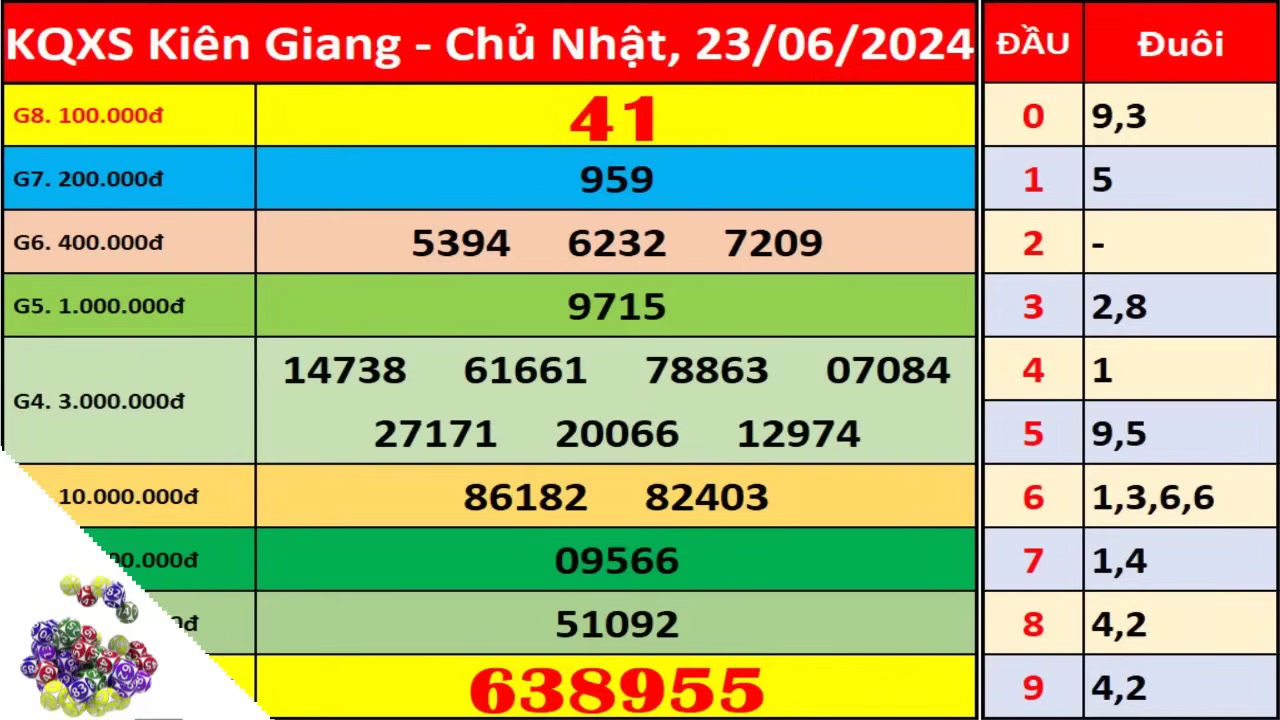 KQXS Kiên Giang - Chủ Nhật, 23/06/2024 ĐẦU Đuôi
G8. 100.000đ 41 0 9,3
G7. 200.000đ 959 1 5
G6. 400.000đ 5394 6232 7209 2 -
G5. 1.000.000đ 9715 3 2,8
G4. 3.000.000đ 14738 61661 78863 07084 4 1
27171 20066 12974 5 9,5
10.000.000đ 86182 82403 6 1,3,6,6
09566 7 1,4
51092 8 4,2
638955 9 4,2